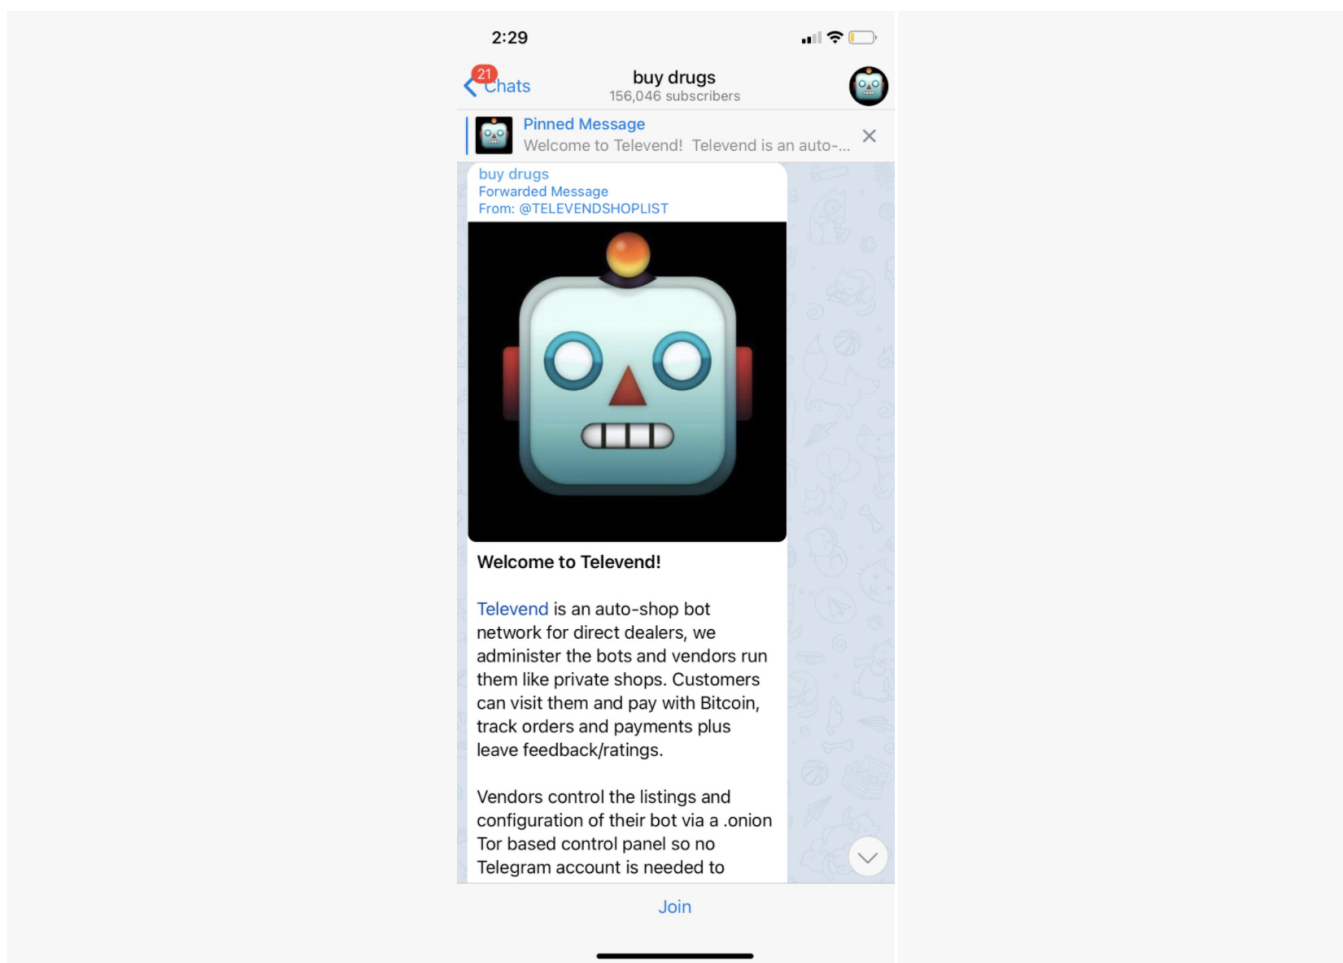 2:29
21
Chats
buy drugs
156,046 subscribers
Pinned Message
Welcome to Televend!  Televend is an auto-...
buy drugs
Forwarded Message
From: @TELEVENDSHOPLIST
Welcome to Televend!
Televend is an auto-shop bot
network for direct dealers, we
administer the bots and vendors run
them like private shops. Customers
can visit them and pay with Bitcoin,
track orders and payments plus
leave feedback/ratings.
Vendors control the listings and
configuration of their bot via a .onion
Tor based control panel so no
Telegram account is needed to
Join